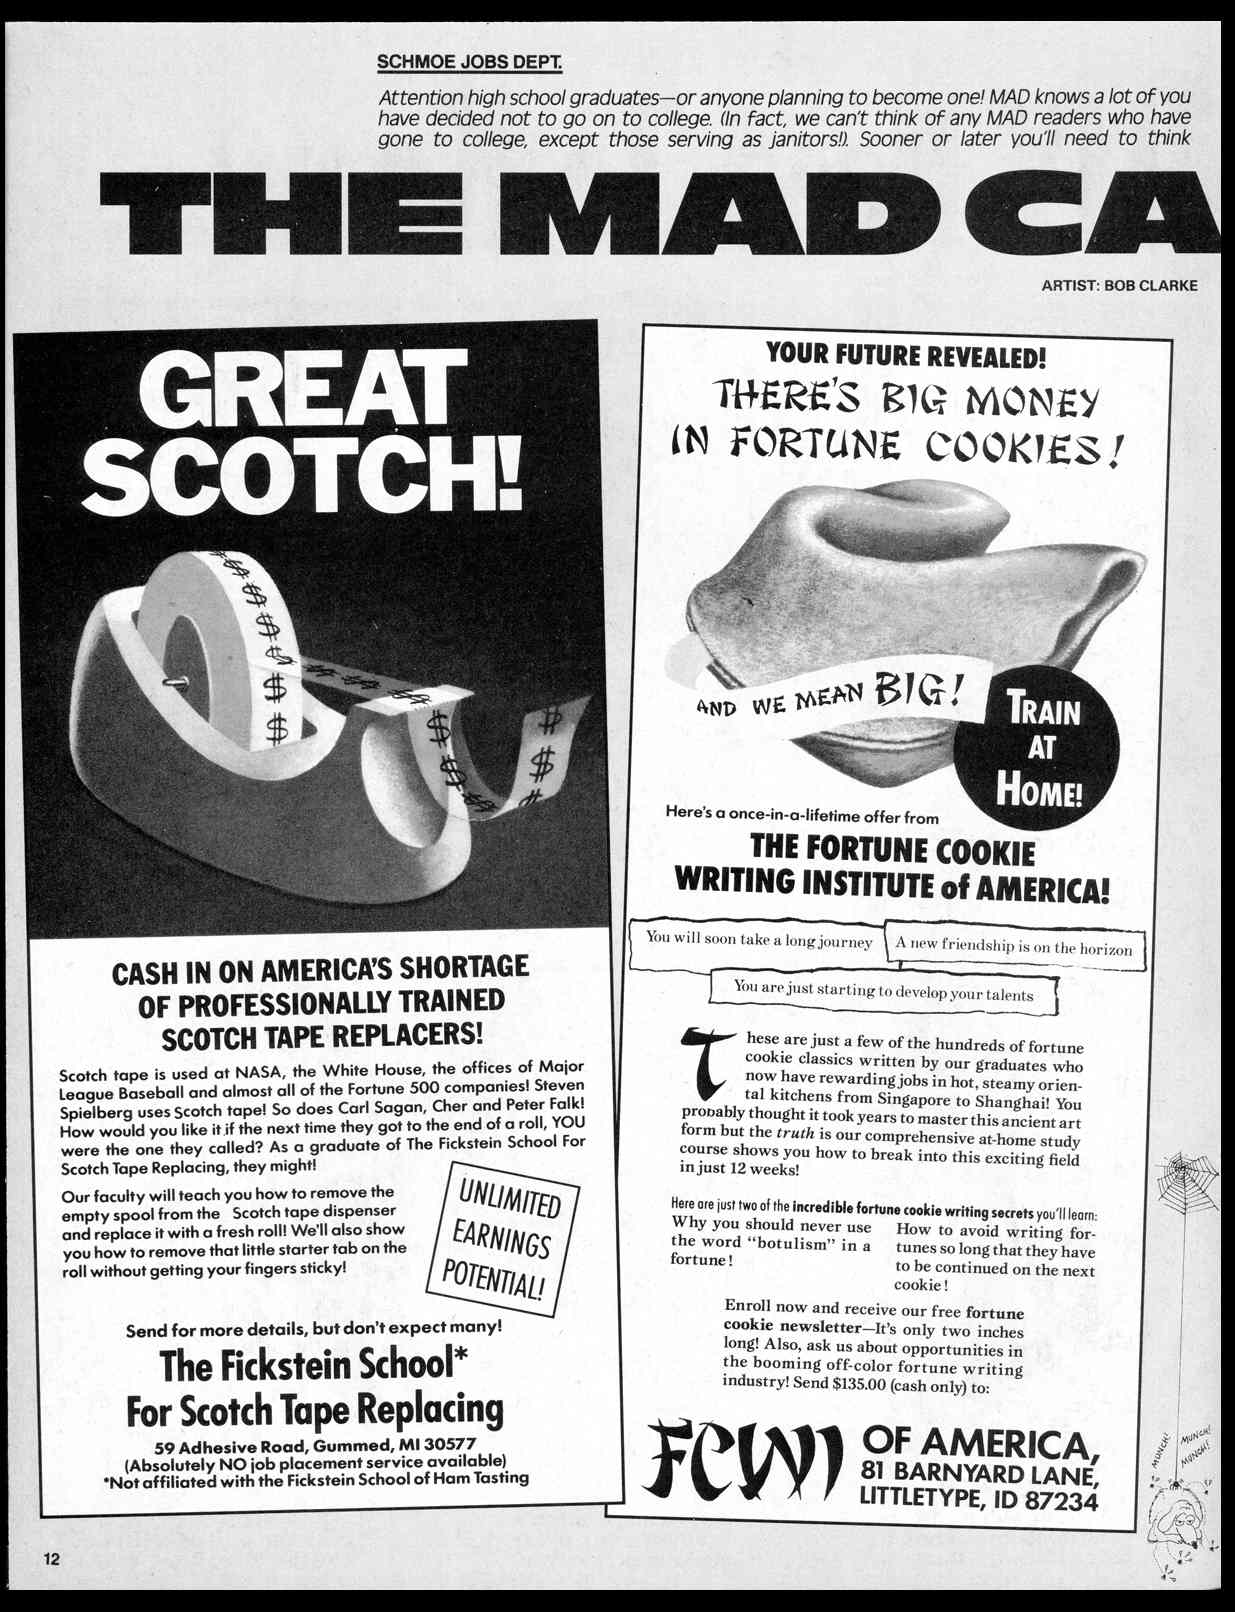 SCHMOE JOBS DEPT.
Attention high school graduates—or anyone planning to become one! MAD knows a lot of you
have decided not to go on to college. (In fact, we can't think of any MAD readers who have
gone to college, except those serving as janitors!). Sooner or later you'll need to think
THE MAD CA
ARTIST: BOB CLARKE
GREAT
SCOTCH!
CASH IN ON AMERICA'S SHORTAGE
OF PROFESSIONALLY TRAINED
SCOTCH TAPE REPLACERS!
Scotch tape is used at NASA, the White House, the offices of Major
League Baseball and almost all of the Fortune 500 companies! Steven
Spielberg uses Scotch tape! So does Carl Sagan, Cher and Peter Falk!
How would you like it if the next time they got to the end of a roll, YOU
were the one they called? As a graduate of The Fickstein School For
Scotch Tape Replacing, they might!
Our faculty will teach you how to remove the
empty spool from the Scotch tape dispenser
and replace it with a fresh roll! We'll also show
you how to remove that little starter tab on the
roll without getting your fingers sticky!
UNLIMITED
EARNINGS
POTENTIAL!
Send for more details, but don't expect many!
The Fickstein School*
For Scotch Tape Replacing
59 Adhesive Road, Gummed, MI 30577
(Absolutely NO job placement service available)
*Not affiliated with the Fickstein School of Ham Tasting
YOUR FUTURE REVEALED!
THERE'S BIG MONEY
IN FORTUNE COOKIES!
AND WE MEAN BIG!
TRAIN
AT
HOME!
Here's a once-in-a-lifetime offer from
THE FORTUNE COOKIE
WRITING INSTITUTE of AMERICA!
You will soon take a long journey
A new friendship is on the horizon
You are just starting to develop your talents
These are just a few of the hundreds of fortune
cookie classics written by our graduates who
now have rewarding jobs in hot, steamy orien-
tal kitchens from Singapore to Shanghai! You
probably thought it took years to master this ancient art
form but the truth is our comprehensive at-home study
course shows you how to break into this exciting field
in just 12 weeks!
Here are just two of the incredible fortune cookie writing secrets you'll learn:
Why you should never use
the word "botulism" in a
fortune!
How to avoid writing for-
tunes so long that they have
to be continued on the next
cookie!
Enroll now and receive our free fortune
cookie newsletter—It's only two inches
long! Also, ask us about opportunities in
the booming off-color fortune writing
industry! Send $135.00 (cash only) to:
FCWI OF AMERICA,
81 BARNYARD LANE,
LITTLETYPE, ID 87234
MUNCH!
MUNCH!
MUNCH!
12